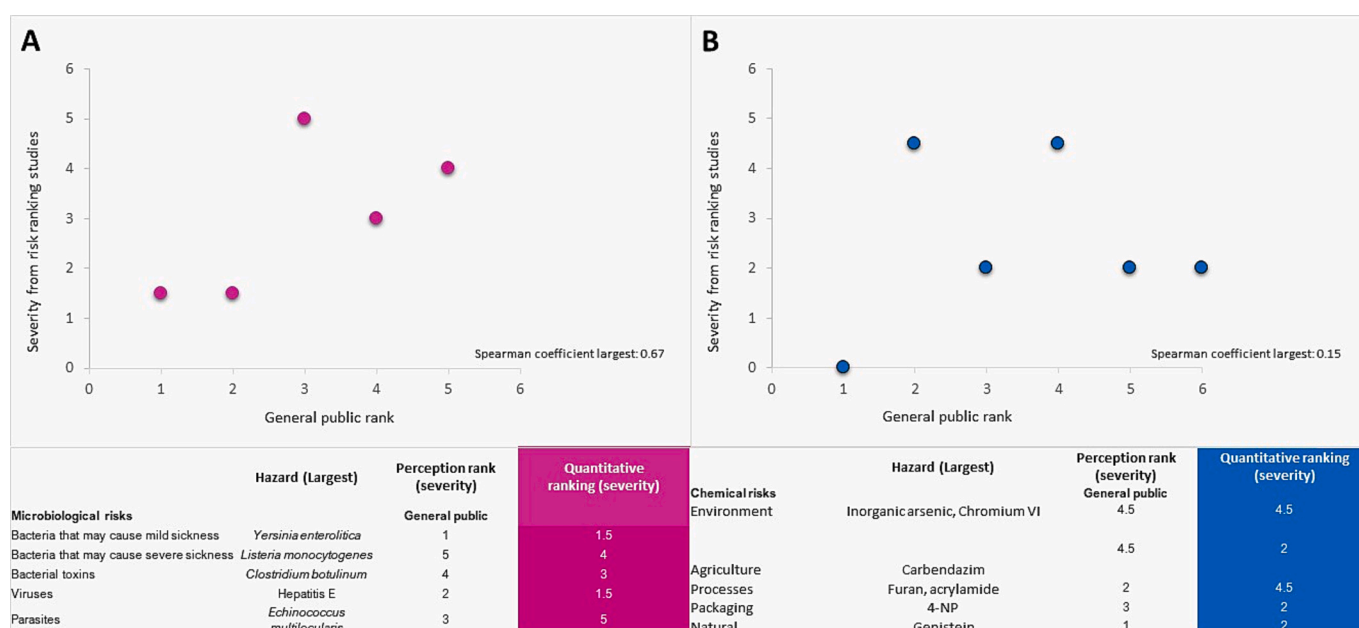 A
6
5
4
3
2
1
0
0 1 2 3 4 5 6
Severity from risk ranking studies
General public rank
Spearman coefficient largest: 0.67
B
6
5
4
3
2
1
0
0 1 2 3 4 5 6
Severity from risk ranking studies
General public rank
Spearman coefficient largest: 0.15
Hazard (Largest) Perception rank (severity) Quantitative ranking (severity)
Microbiological risks General public
Bacteria that may cause mild sickness Yersinia enterolitica 1 1.5
Bacteria that may cause severe sickness Listeria monocytogenes 5 4
Bacterial toxins Clostridium botulinum 4 3
Viruses Hepatitis E 2 1.5
Parasites Echinococcus multilocularis 3 5
Hazard (Largest) Perception rank (severity) Quantitative ranking (severity)
Chemical risks General public
Environment Inorganic arsenic, Chromium VI 4.5 4.5
4.5 2
Agriculture Carbendazim
Processes Furan, acrylamide 2 4.5
Packaging 4-NP 3 2
Natural Genistein 1 2